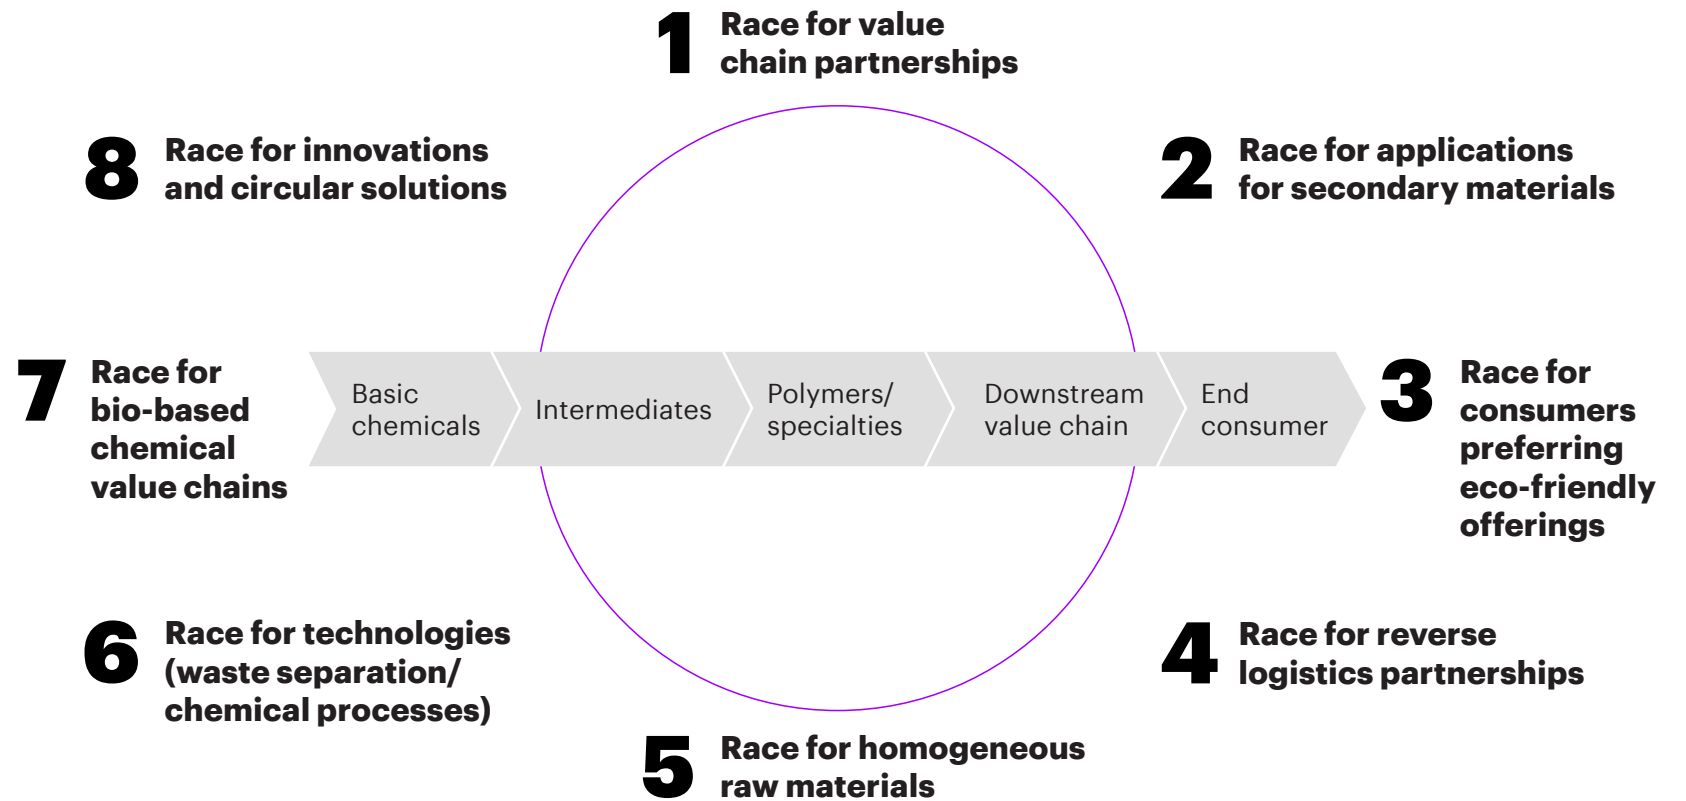 1
Race for value
chain partnerships
8
Race for innovations
and circular solutions
2
Race for applications
for secondary materials
7
Race for
bio-based
chemical
value chains
Basic
chemicals
Intermediates
Polymers/
specialties
Downstream
value chain
End
consumer
3
Race for
consumers
preferring
eco-friendly
offerings
6
Race for technologies
(waste separation/
chemical processes)
4
Race for reverse
logistics partnerships
5
Race for homogeneous
raw materials